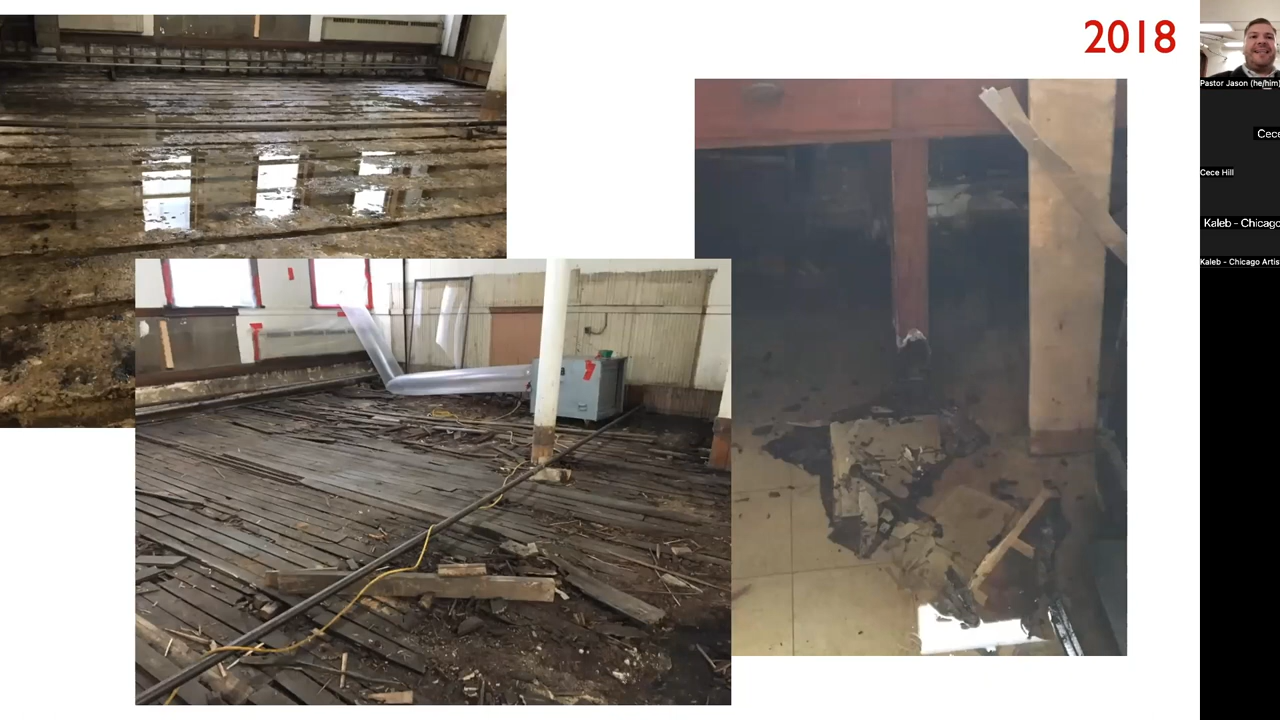 2018
Pastor Jason (he/him)
Cece
Cece Hill
Kaleb - Chicago
Kaleb - Chicago Artis